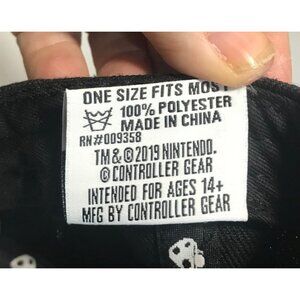 ONE SIZE FITS MOST
100% POLYESTER
MADE IN CHINA
RN#009358
TM & © 2019 NINTENDO.
© CONTROLLER GEAR
INTENDED FOR AGES 14+
MFG BY CONTROLLER GEAR